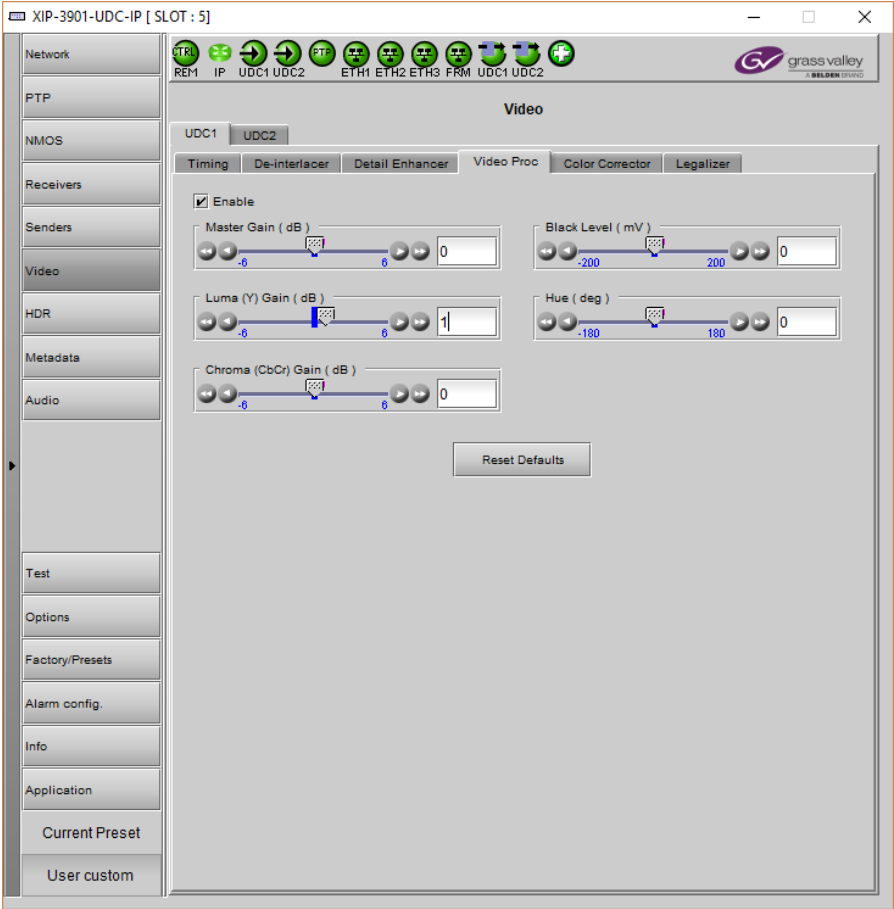 XIP-3901-UDC-IP [ SLOT : 5]
Network
PTP
NMOS
Receivers
Senders
Video
HDR
Metadata
Audio
Test
Options
Factory/Presets
Alarm config.
Info
Application
Current Preset
User custom
CTRL PTP
REM IP UDC1 UDC2 ETH1 ETH2 ETH3 FRM UDC1 UDC2
GV grass valley
A BELDEN BRAND
Video
UDC1 UDC2
Timing De-interlacer Detail Enhancer Video Proc Color Corrector Legalizer
Enable
Master Gain ( dB )
-6 6 0
Black Level ( mV )
-200 200 0
Luma (Y) Gain ( dB )
-6 6 1
Hue ( deg )
-180 180 0
Chroma (CbCr) Gain ( dB )
-6 6 0
Reset Defaults